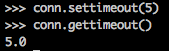 >>> conn.settimeout(5)
>>> conn.gettimeout()
5.0